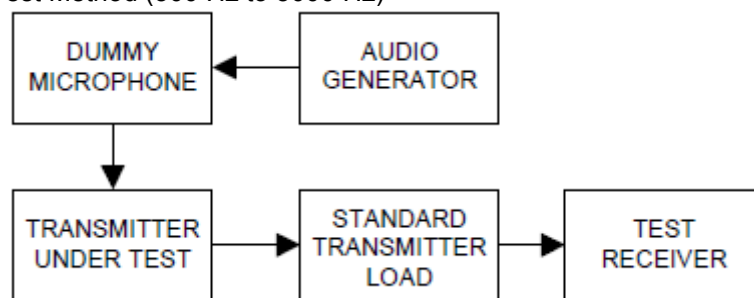 est Method (300 Hz to 3000 Hz)
DUMMY
MICROPHONE
AUDIO
GENERATOR
TRANSMITTER
UNDER TEST
STANDARD
TRANSMITTER
LOAD
TEST
RECEIVER